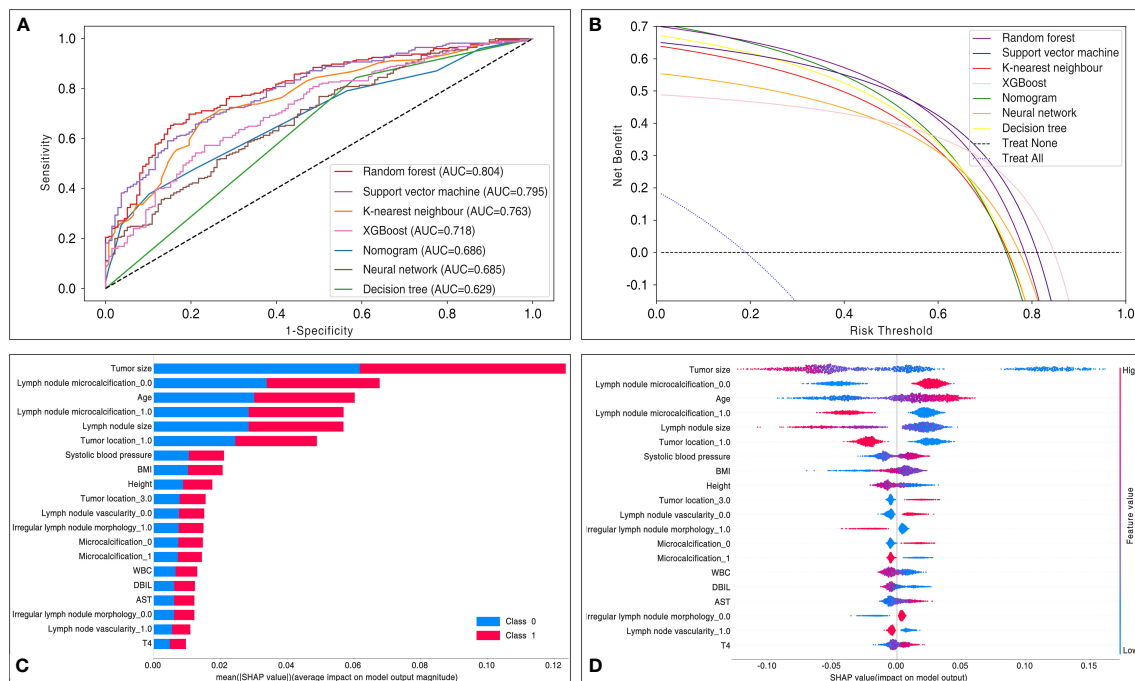 A
1.0
0.8
0.6
0.4
0.2
0.0
Sensitivity
Random forest (AUC=0.804)
Support vector machine (AUC=0.795)
K-nearest neighbour (AUC=0.763)
XGBoost (AUC=0.718)
Nomogram (AUC=0.686)
Neural network (AUC=0.685)
Decision tree (AUC=0.629)
0.0 0.2 0.4 0.6 0.8 1.0
1-Specificity
B
0.7
0.6
0.5
0.4
0.3
0.2
0.1
0.0
-0.1
Net Benefit
Random forest
Support vector machine
K-nearest neighbour
XGBoost
Nomogram
Neural network
Decision tree
Treat None
Treat All
0.0 0.2 0.4 0.6 0.8 1.0
Risk Threshold
Tumor size
Lymph nodule microcalcification_0.0
Age
Lymph nodule microcalcification_1.0
Lymph nodule size
Tumor location_1.0
Systolic blood pressure
BMI
Height
Tumor location_3.0
Lymph nodule vascularity_0.0
Irregular lymph nodule morphology_1.0
Microcalcification_0
Microcalcification_1
WBC
DBIL
AST
Irregular lymph nodule morphology_0.0
Lymph node vascularity_1.0
T4
Class 0
Class 1
0.00 0.02 0.04 0.06 0.08 0.10 0.12
mean(|SHAP value|)(average impact on model output magnitude)
C
Tumor size
Lymph nodule microcalcification_0.0
Age
Lymph nodule microcalcification_1.0
Lymph nodule size
Tumor location_1.0
Systolic blood pressure
BMI
Height
Tumor location_3.0
Lymph nodule vascularity_0.0
Irregular lymph nodule morphology_1.0
Microcalcification_0
Microcalcification_1
WBC
DBIL
AST
Irregular lymph nodule morphology_0.0
Lymph node vascularity_1.0
T4
High
Feature value
Low
-0.10 -0.05 0.00 0.05 0.10 0.15
SHAP value(impact on model output)
D